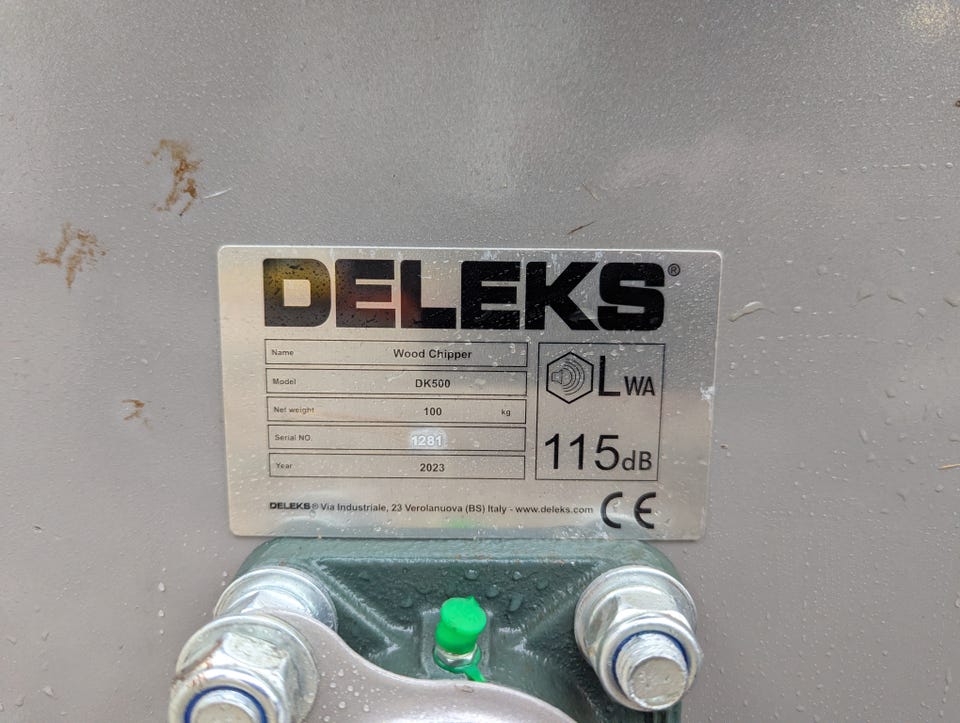 DELEKS®
Name Wood Chipper
Model DK500
Net weight 100 kg
Serial NO. 1281
Year 2023
LWA
115dB
DELEKS® Via Industriale, 23 Verolanuova (BS) Italy - www.deleks.com
CE